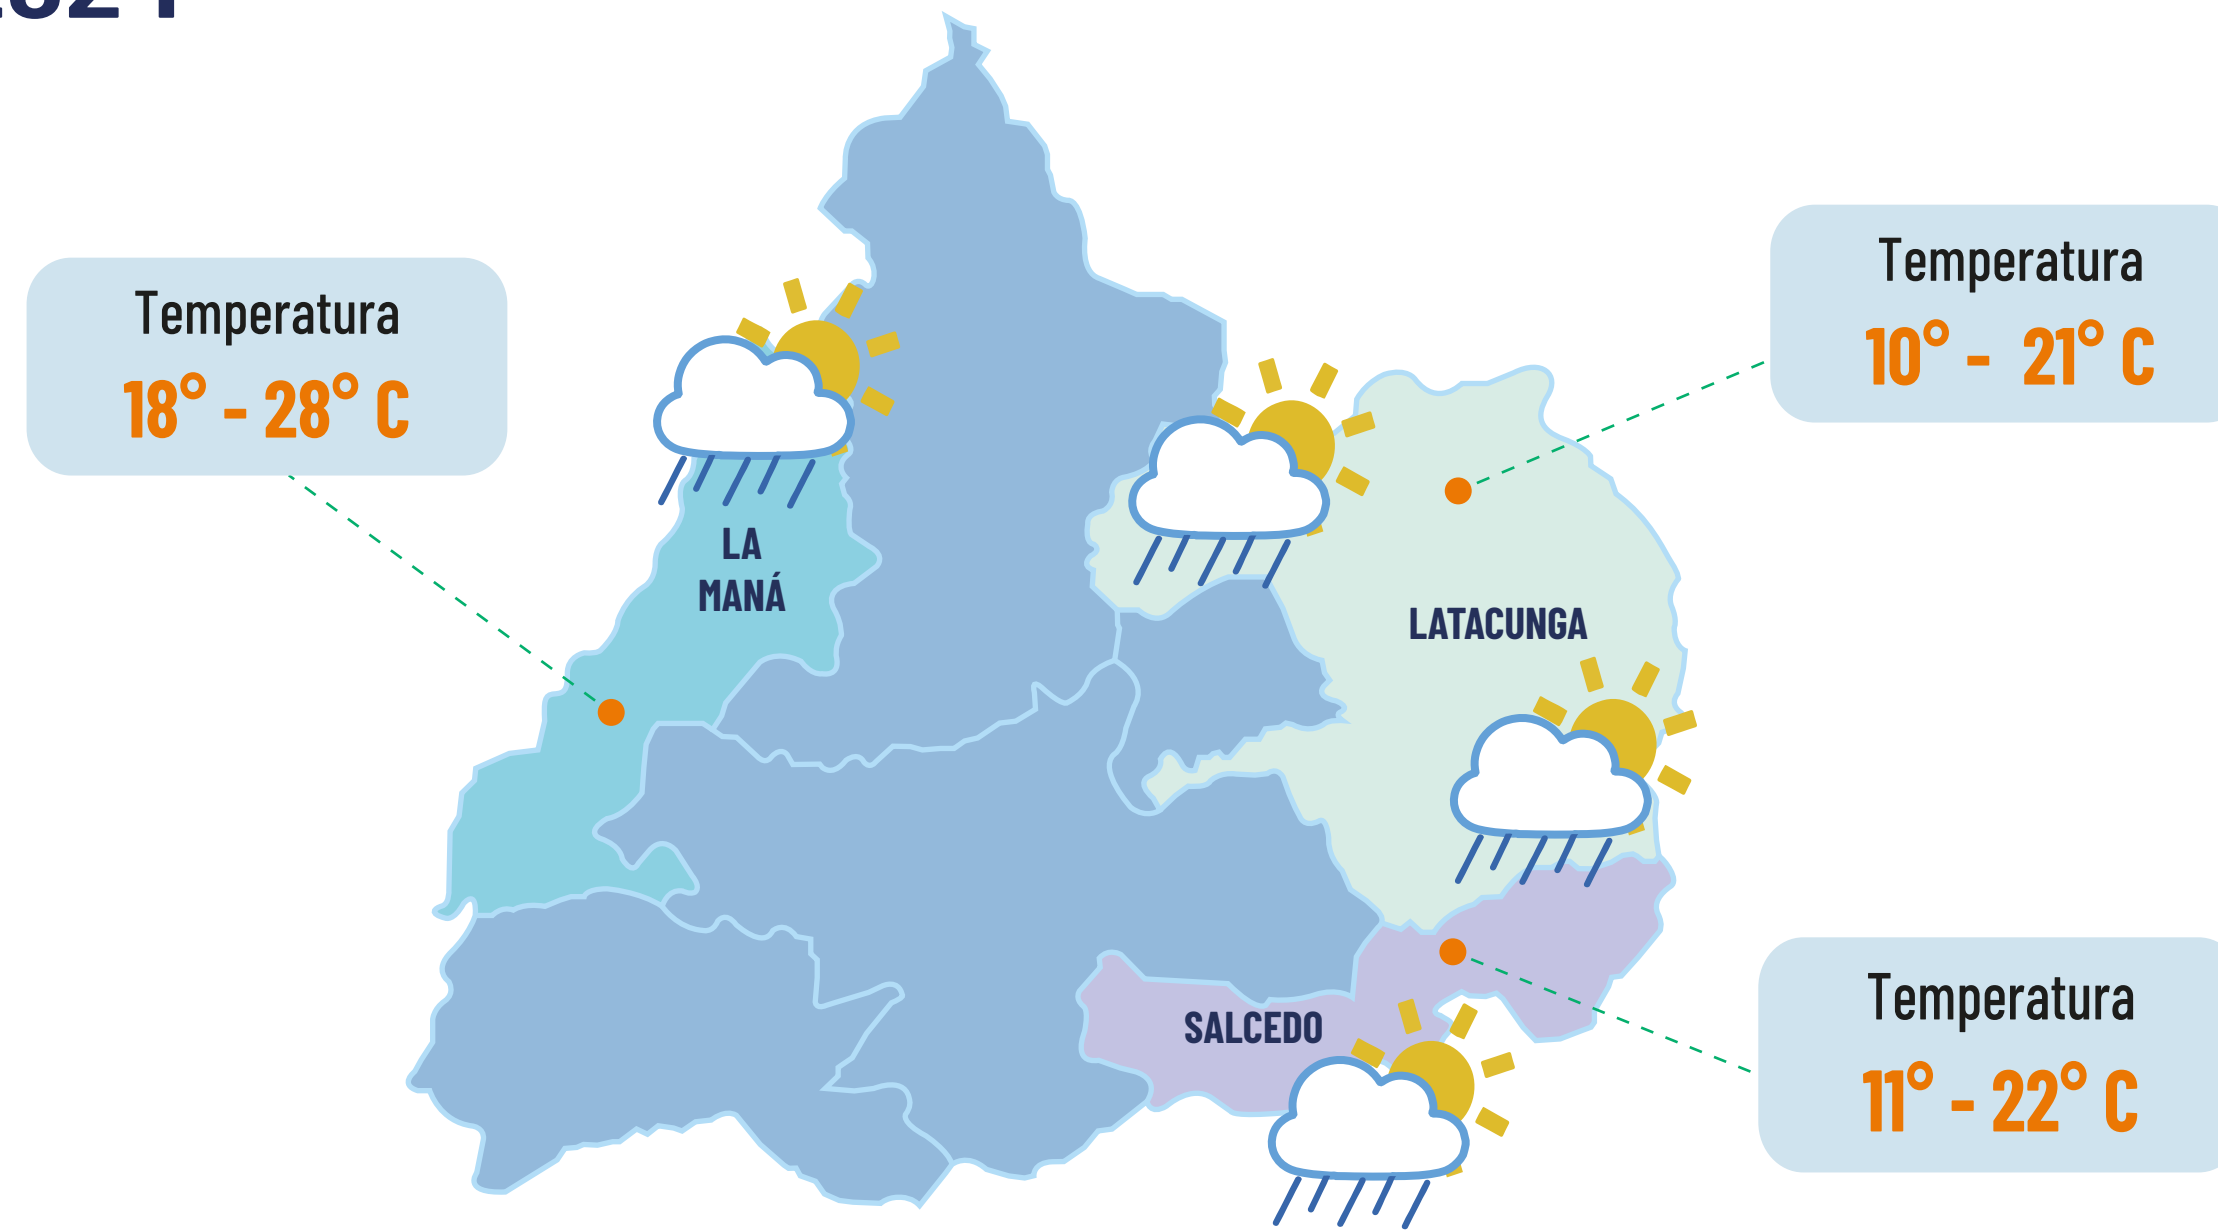 Temperatura
18° - 28° C
Temperatura
10° - 21° C
LA
MANÁ
LATACUNGA
SALCEDO
Temperatura
11° - 22° C